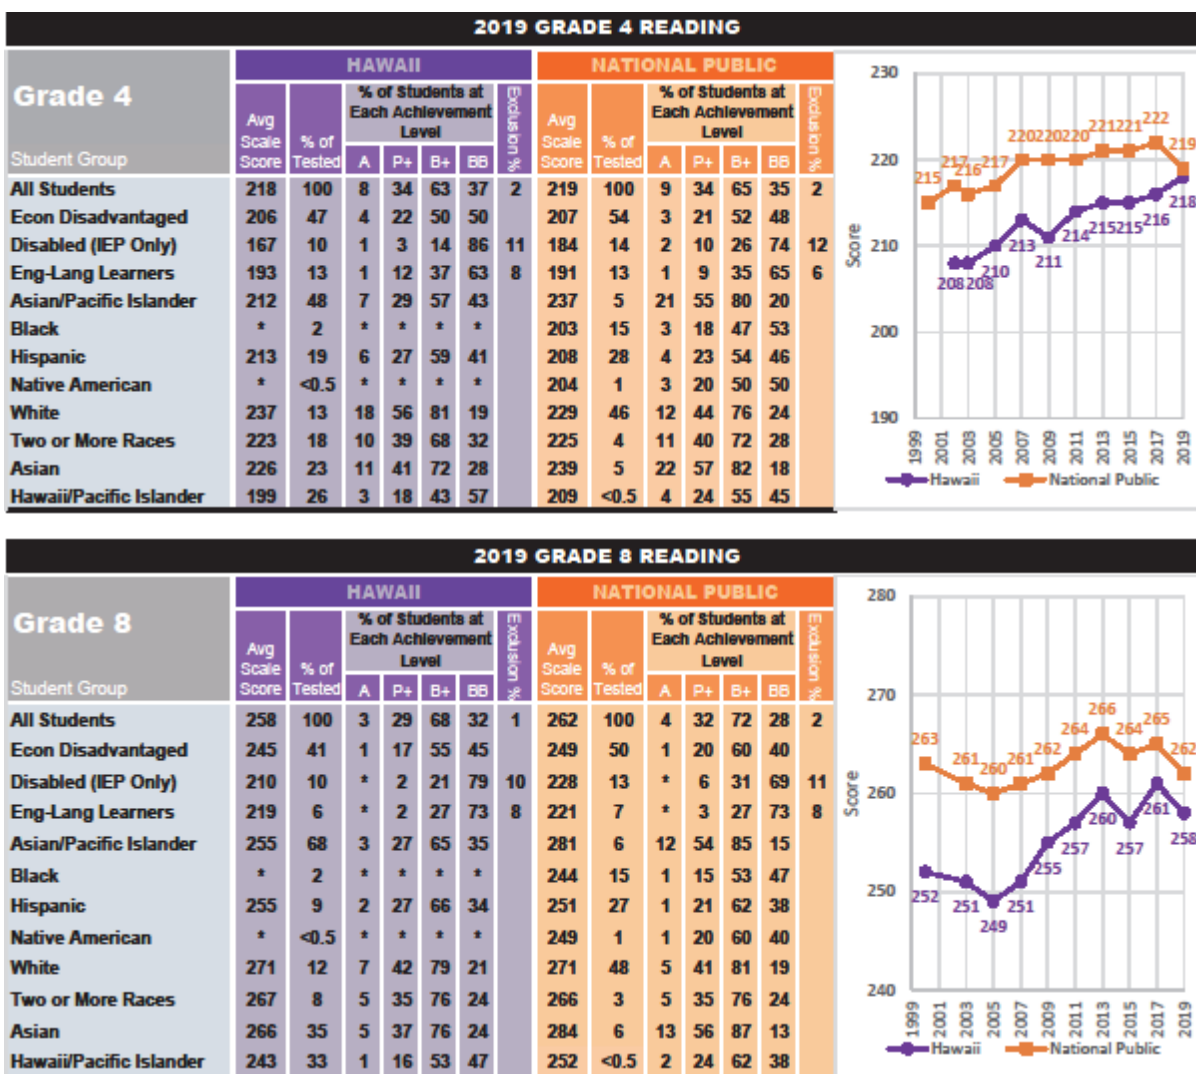 2019 GRADE 4 READING
HAWAII NATIONAL PUBLIC
Grade 4
Student Group
Avg Scale Score % of Tested % of Students at Each Achievement Level Exclusion % Avg Scale Score % of Tested % of Students at Each Achievement Level Exclusion %
A P+ B+ BB A P+ B+ BB
All Students 218 100 8 34 63 37 2 219 100 9 34 65 35 2
Econ Disadvantaged 206 47 4 22 50 50 207 54 3 21 52 48
Disabled (IEP Only) 167 10 1 3 14 86 11 184 14 2 10 26 74 12
Eng-Lang Learners 193 13 1 12 37 63 8 191 13 1 9 35 65 6
Asian/Pacific Islander 212 48 7 29 57 43 237 5 21 55 80 20
Black * 2 * * * * 203 15 3 18 47 53
Hispanic 213 19 6 27 59 41 208 28 4 23 54 46
Native American * <0.5 * * * * 204 1 3 20 50 50
White 237 13 18 56 81 19 229 46 12 44 76 24
Two or More Races 223 18 10 39 68 32 225 4 11 40 72 28
Asian 226 23 11 41 72 28 239 5 22 57 82 18
Hawaii/Pacific Islander 199 26 3 18 43 57 209 <0.5 4 24 55 45
230
220
210
200
190
Score
215 217 216 217 220 220 220 221 221 222 219
208 208 210 213 211 214 215 215 216 218
1999 2001 2003 2005 2007 2009 2011 2013 2015 2017 2019
Hawaii National Public
2019 GRADE 8 READING
HAWAII NATIONAL PUBLIC
Grade 8
Student Group
Avg Scale Score % of Tested % of Students at Each Achievement Level Exclusion % Avg Scale Score % of Tested % of Students at Each Achievement Level Exclusion %
A P+ B+ BB A P+ B+ BB
All Students 258 100 3 29 68 32 1 262 100 4 32 72 28 2
Econ Disadvantaged 245 41 1 17 55 45 249 50 1 20 60 40
Disabled (IEP Only) 210 10 * 2 21 79 10 228 13 * 6 31 69 11
Eng-Lang Learners 219 6 * 2 27 73 8 221 7 * 3 27 73 8
Asian/Pacific Islander 255 68 3 27 65 35 281 6 12 54 85 15
Black * 2 * * * * 244 15 1 15 53 47
Hispanic 255 9 2 27 66 34 251 27 1 21 62 38
Native American * <0.5 * * * * 249 1 1 20 60 40
White 271 12 7 42 79 21 271 48 5 41 81 19
Two or More Races 267 8 5 35 76 24 266 3 5 35 76 24
Asian 266 35 5 37 76 24 284 6 13 56 87 13
Hawaii/Pacific Islander 243 33 1 16 53 47 252 <0.5 2 24 62 38
280
270
260
250
240
Score
263 261 260 261 262 264 266 264 265 262
252 251 249 251 255 257 260 257 261 258
1999 2001 2003 2005 2007 2009 2011 2013 2015 2017 2019
Hawaii National Public